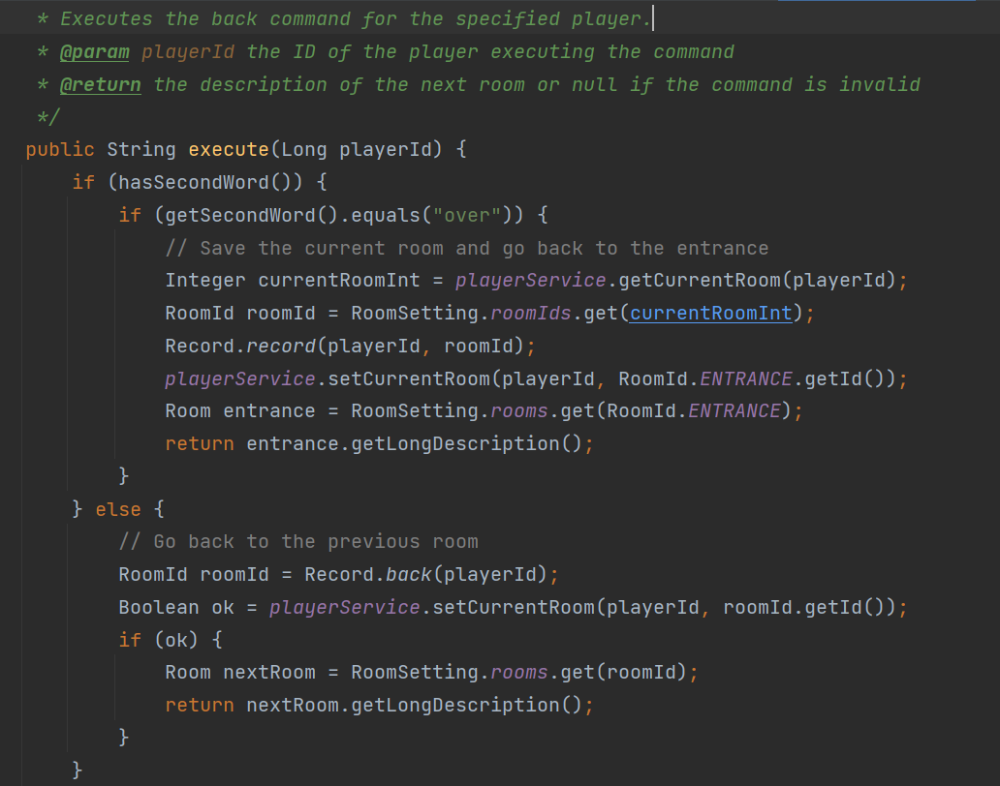 * Executes the back command for the specified player.
* @param playerId the ID of the player executing the command
* @return the description of the next room or null if the command is invalid
*/
public String execute(Long playerId) {
if (hasSecondWord()) {
if (getSecondWord().equals("over")) {
// Save the current room and go back to the entrance
Integer currentRoomInt = playerService.getCurrentRoom(playerId);
RoomId roomId = RoomSetting.roomIds.get(currentRoomInt);
Record.record(playerId, roomId);
playerService.setCurrentRoom(playerId, RoomId.ENTRANCE.getId());
Room entrance = RoomSetting.rooms.get(RoomId.ENTRANCE);
return entrance.getLongDescription();
}
} else {
// Go back to the previous room
RoomId roomId = Record.back(playerId);
Boolean ok = playerService.setCurrentRoom(playerId, roomId.getId());
if (ok) {
Room nextRoom = RoomSetting.rooms.get(roomId);
return nextRoom.getLongDescription();
}
}